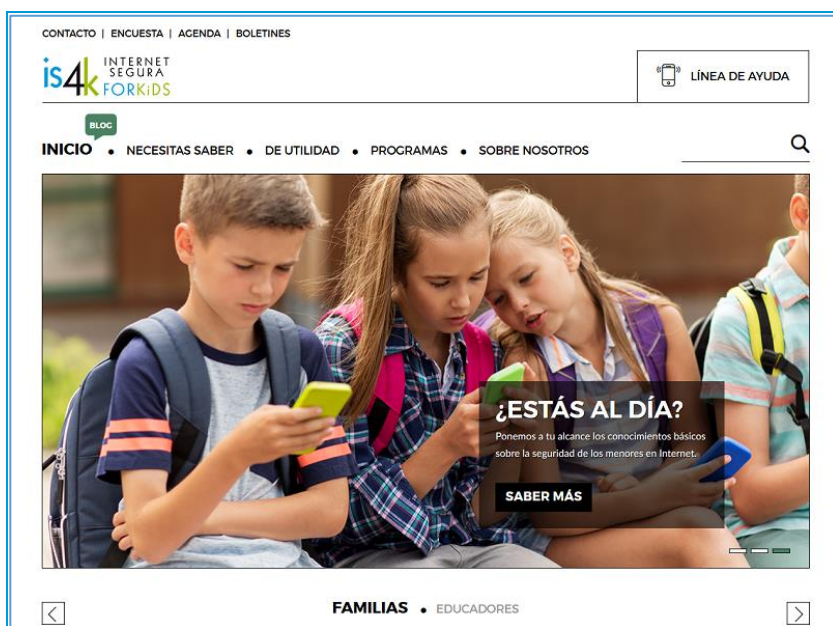 CONTACTO | ENCUESTA | AGENDA | BOLETINES
is4k INTERNET
SEGURA
FORKiDS
LÍNEA DE AYUDA
BLOG
INICIO • NECESITAS SABER • DE UTILIDAD • PROGRAMAS • SOBRE NOSOTROS
¿ESTÁS AL DÍA?
Ponemos a tu alcance los conocimientos básicos
sobre la seguridad de los menores en Internet.
SABER MÁS
FAMILIAS • EDUCADORES